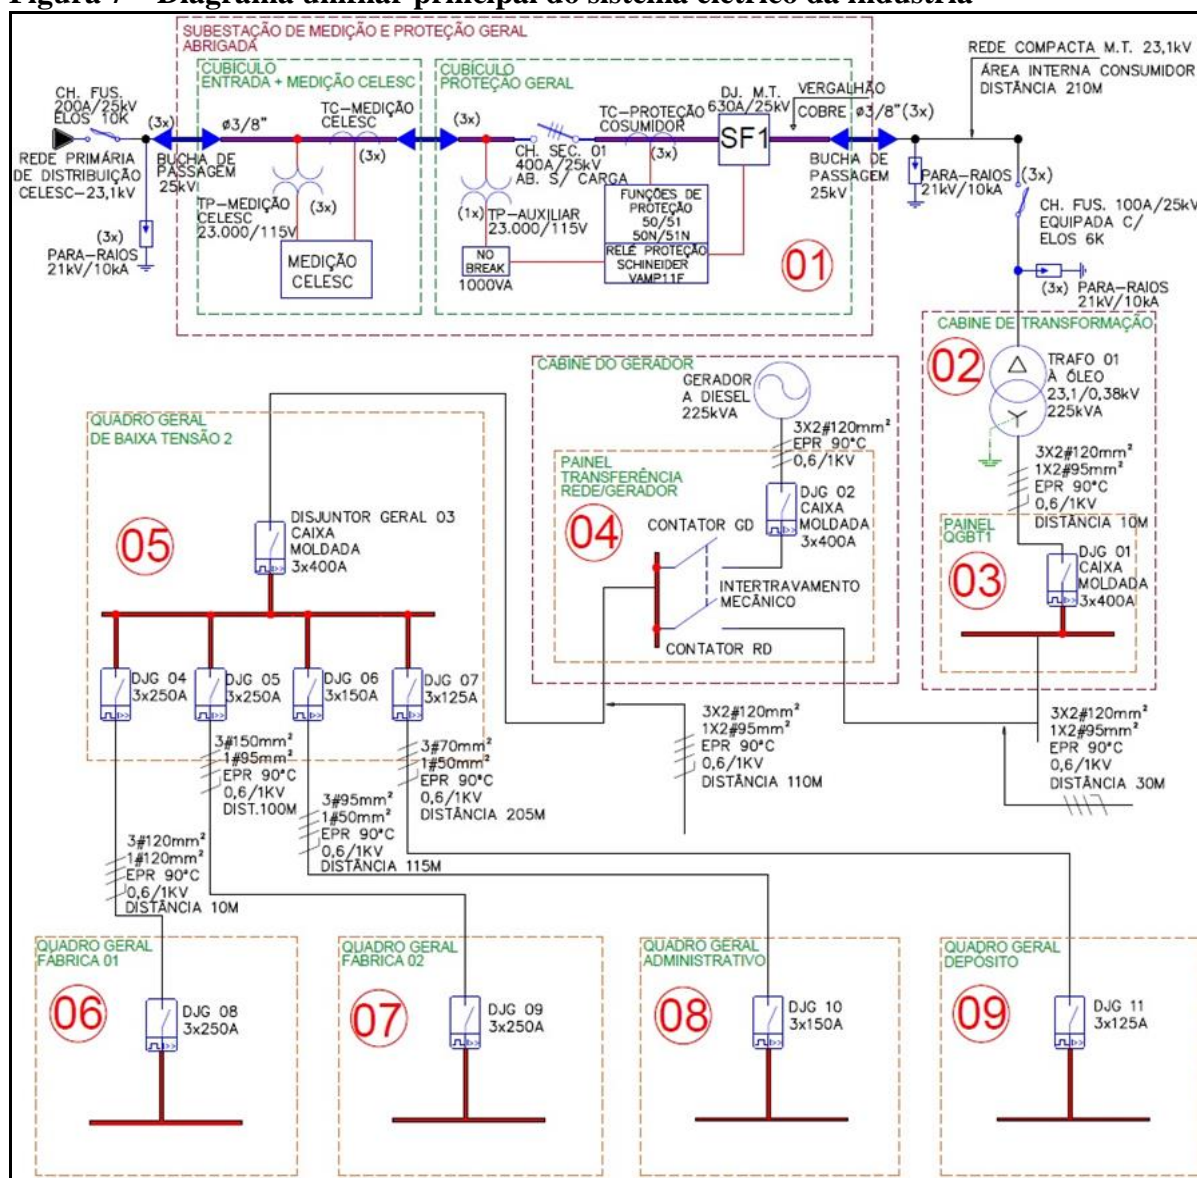 Figura 7 – Diagrama unifilar principal do sistema elétrico da indústria
SUBESTAÇÃO DE MEDIÇÃO E PROTEÇÃO GERAL
ABRIGADA
CUBÍCULO
ENTRADA + MEDIÇÃO CELESC
CUBÍCULO
PROTEÇÃO GERAL
CH. FUS.
200A/25kV
ELOS 10K
(3x)
REDE PRIMÁRIA
DE DISTRIBUIÇÃO
CELESC-23,1kV
(3x)
PARA-RAIOS
21kV/10kA
BUCHA DE
PASSAGEM
25kV
ø3/8"
TC-MEDIÇÃO
CELESC
(3x)
TP-MEDIÇÃO
CELESC
23.000/115V
(3x)
MEDIÇÃO
CELESC
(3x)
(1x)
TP-AUXILIAR
23.000/115V
NO
BREAK
1000VA
CH. SEC. 01
400A/25kV
AB. S/ CARGA
TC-PROTEÇÃO
COSUMIDOR
(3x)
FUNÇÕES DE
PROTEÇÃO
50/51
50N/51N
RELÉ PROTEÇÃO
SCHINEIDER
VAMP11F
DJ. M.T.
630A/25kV
SF1
VERGALHÃO
COBRE ø3/8"(3x)
BUCHA DE
PASSAGEM
25kV
01
REDE COMPACTA M.T. 23,1kV
ÁREA INTERNA CONSUMIDOR
DISTÂNCIA 210M
PARA-RAIOS
21kV/10kA
(3x)
CH. FUS. 100A/25kV
EQUIPADA C/
ELOS 6K
(3x)
PARA-RAIOS
21kV/10kA
CABINE DE TRANSFORMAÇÃO
02
TRAFO 01
À ÓLEO
23,1/0,38kV
225kVA
3X2#120mm²
1X2#95mm²
EPR 90°C
0,6/1KV
DISTÂNCIA 10M
PAINEL
QGBT1
03
DJG 01
CAIXA
MOLDADA
3x400A
CABINE DO GERADOR
GERADOR
A DIESEL
225kVA
3X2#120mm²
EPR 90°C
0,6/1KV
PAINEL
TRANSFERÊNCIA
REDE/GERADOR
04
DJG 02
CAIXA
MOLDADA
3x400A
CONTATOR GD
INTERTRAVAMENTO
MECÂNICO
CONTATOR RD
3X2#120mm²
1X2#95mm²
EPR 90°C
0,6/1KV
DISTÂNCIA 110M
3X2#120mm²
1X2#95mm²
EPR 90°C
0,6/1KV
DISTÂNCIA 30M
QUADRO GERAL
DE BAIXA TENSÃO 2
05
DISJUNTOR GERAL 03
CAIXA
MOLDADA
3x400A
DJG 04
3x250A
DJG 05
3x250A
DJG 06
3x150A
DJG 07
3x125A
3#150mm²
1#95mm²
EPR 90°C
0,6/1KV
DIST.100M
3#70mm²
1#50mm²
EPR 90°C
0,6/1KV
DISTÂNCIA 205M
3#95mm²
1#50mm²
EPR 90°C
0,6/1KV
DISTÂNCIA 115M
3#120mm²
1#120mm²
EPR 90°C
0,6/1KV
DISTÂNCIA 10M
QUADRO GERAL
FÁBRICA 01
06
DJG 08
3x250A
QUADRO GERAL
FÁBRICA 02
07
DJG 09
3x250A
QUADRO GERAL
ADMINISTRATIVO
08
DJG 10
3x150A
QUADRO GERAL
DEPÓSITO
09
DJG 11
3x125A